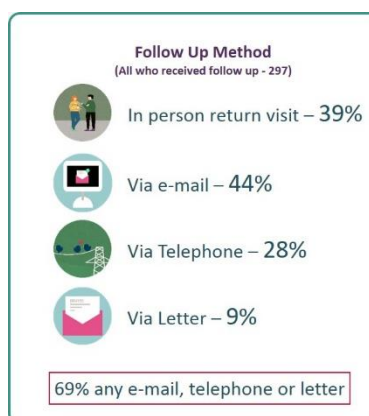 Follow Up Method
(All who received follow up - 297)
In person return visit – 39%
Via e-mail – 44%
Via Telephone – 28%
Via Letter – 9%
69% any e-mail, telephone or letter